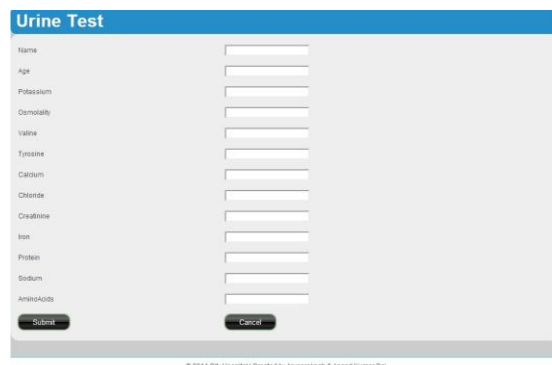 Urine Test
Name
Age
Potassium
Osmolality
Valine
Tyrosine
Calcium
Chloride
Creatinine
Iron
Protein
Sodium
AminoAcids
Submit Cancel